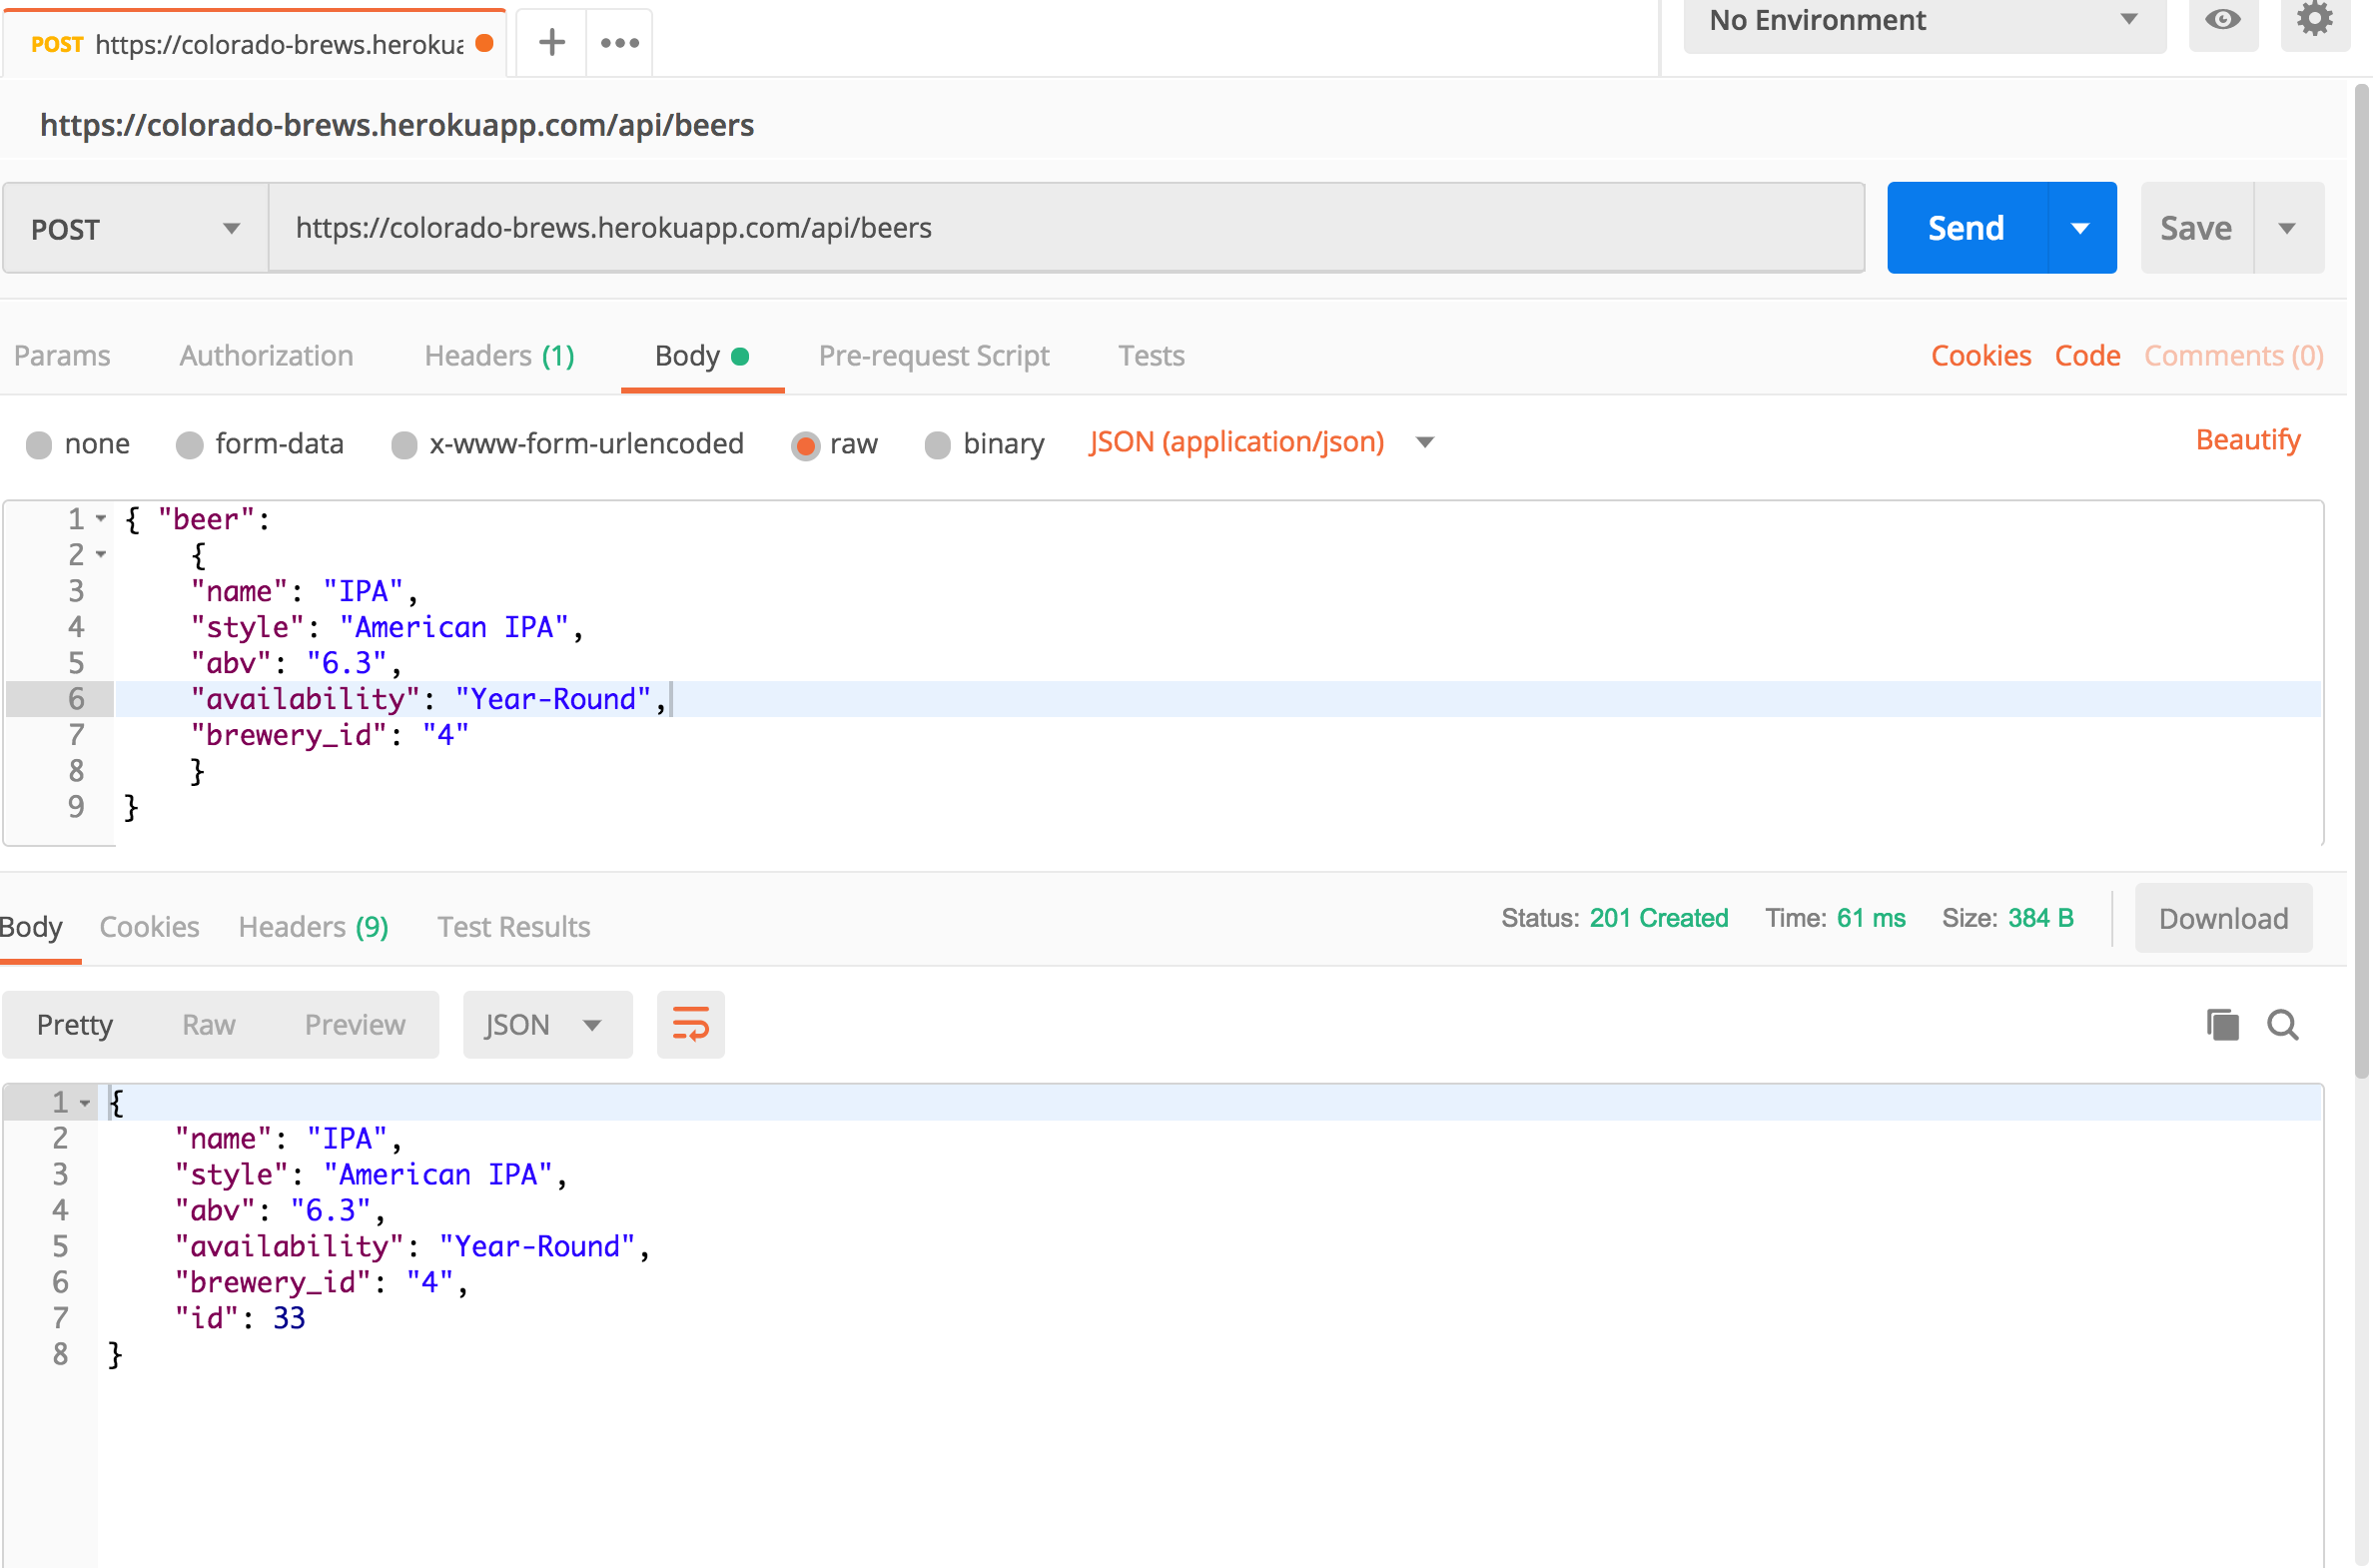 POST https://colorado-brews.herokua
No Environment
https://colorado-brews.herokuapp.com/api/beers
POST https://colorado-brews.herokuapp.com/api/beers Send Save
Params Authorization Headers (1) Body Pre-request Script Tests Cookies Code Comments (0)
none form-data x-www-form-urlencoded raw binary JSON (application/json) Beautify
1 { "beer":
2 {
3 "name": "IPA",
4 "style": "American IPA",
5 "abv": "6.3",
6 "availability": "Year-Round",
7 "brewery_id": "4"
8 }
9 }
Body Cookies Headers (9) Test Results Status: 201 Created Time: 61 ms Size: 384 B Download
Pretty Raw Preview JSON
1 {
2 "name": "IPA",
3 "style": "American IPA",
4 "abv": "6.3",
5 "availability": "Year-Round",
6 "brewery_id": "4",
7 "id": 33
8 }